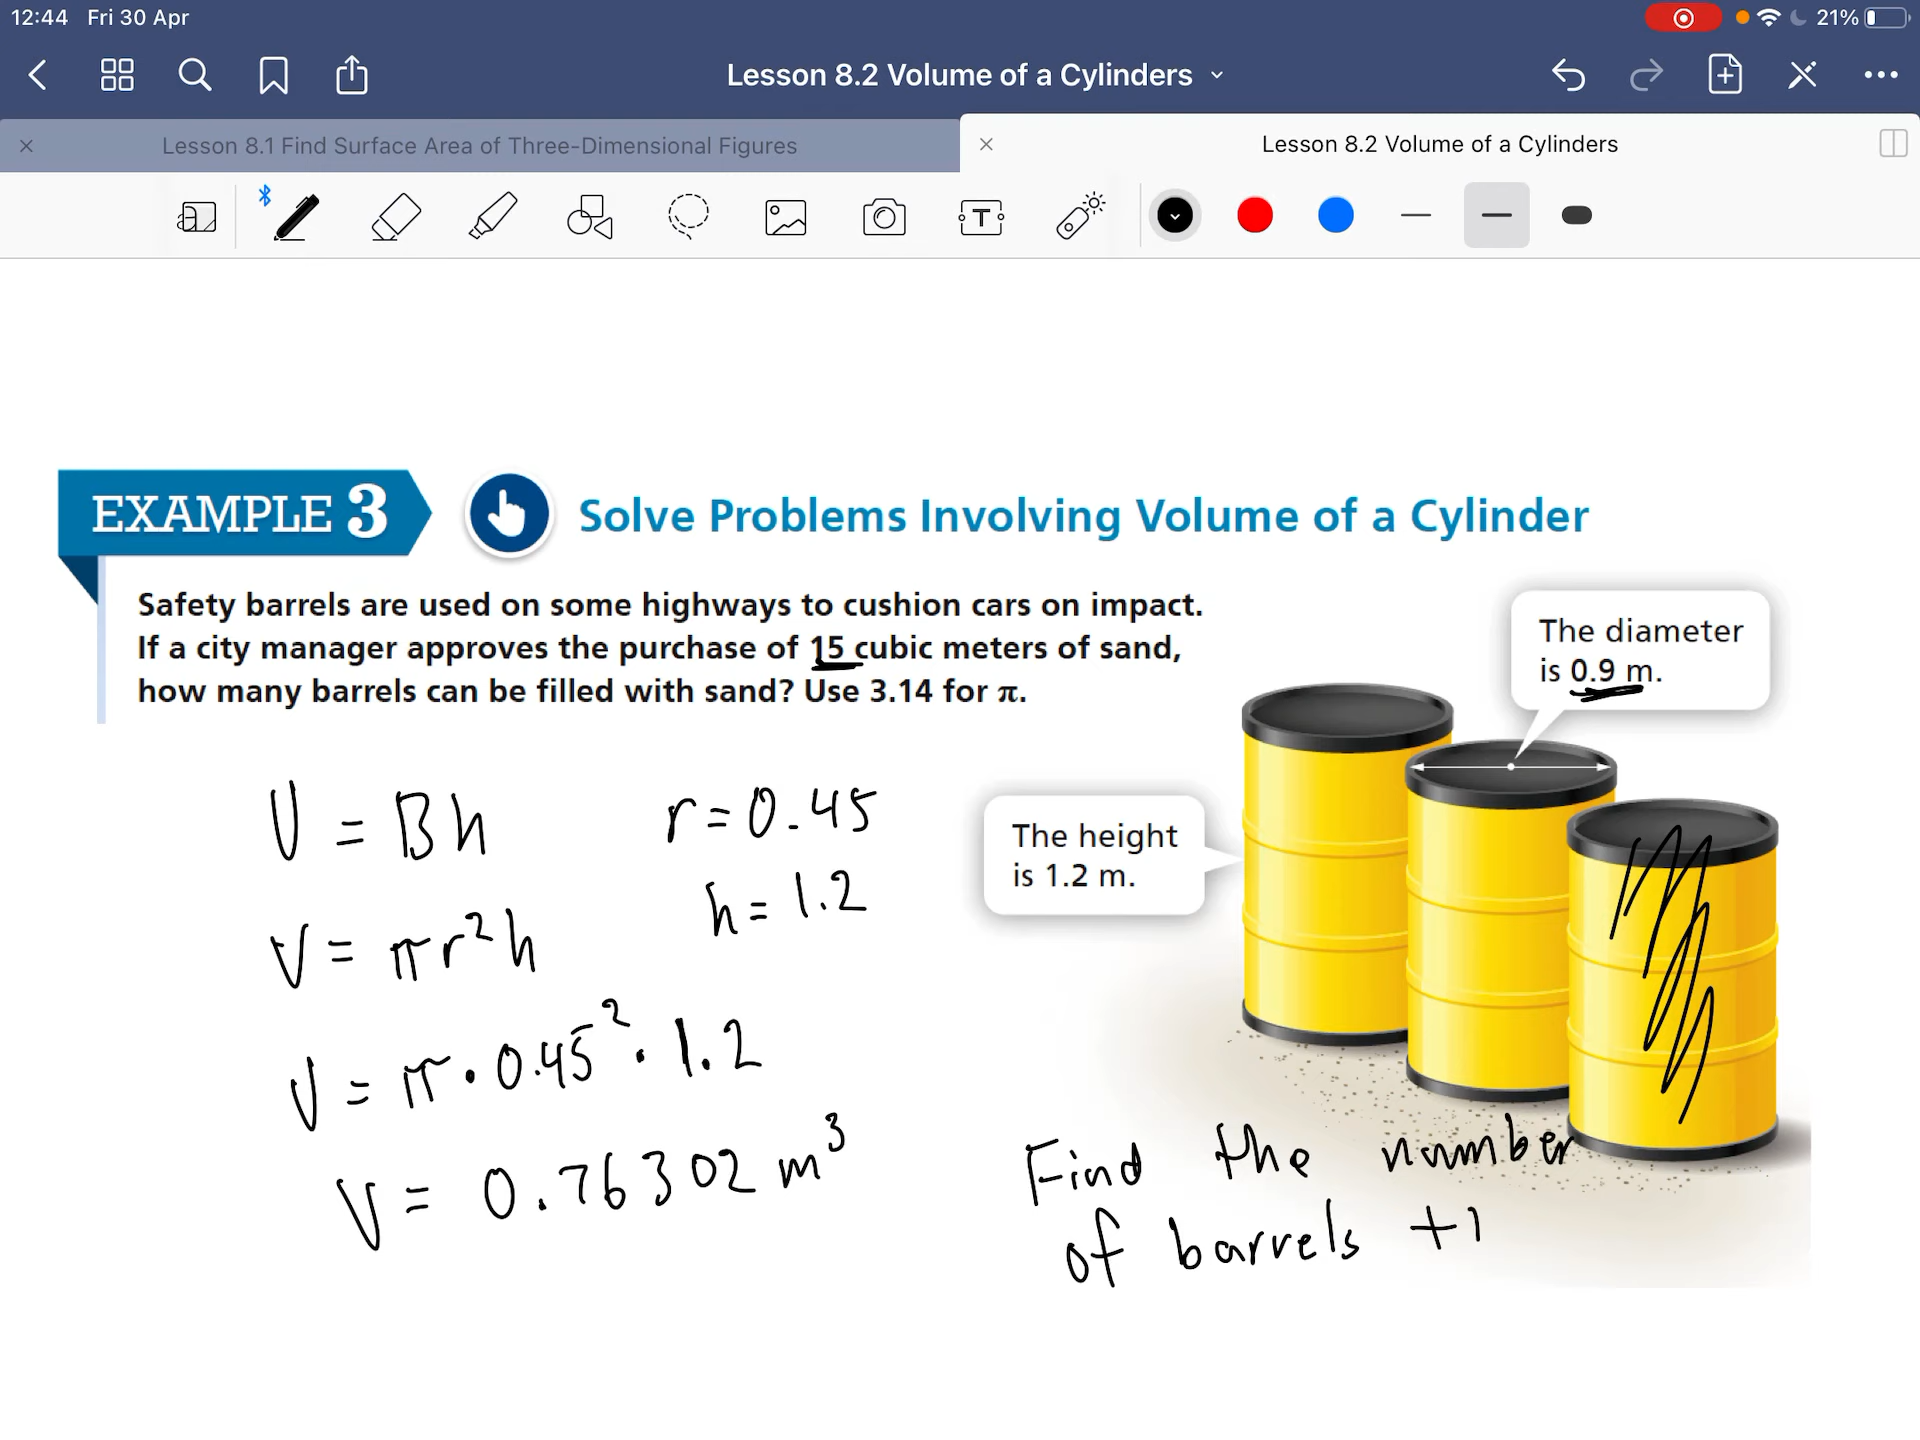 12:44 Fri 30 Apr
21%
Lesson 8.2 Volume of a Cylinders
Lesson 8.1 Find Surface Area of Three-Dimensional Figures
Lesson 8.2 Volume of a Cylinders
EXAMPLE 3
Solve Problems Involving Volume of a Cylinder
Safety barrels are used on some highways to cushion cars on impact.
If a city manager approves the purchase of 15 cubic meters of sand,
how many barrels can be filled with sand? Use 3.14 for π.
The diameter
is 0.9 m.
The height
is 1.2 m.
V = Bh
r = 0.45
h = 1.2
V = πr²h
V = π · 0.45² · 1.2
V = 0.76302 m³
Find the number
of barrels